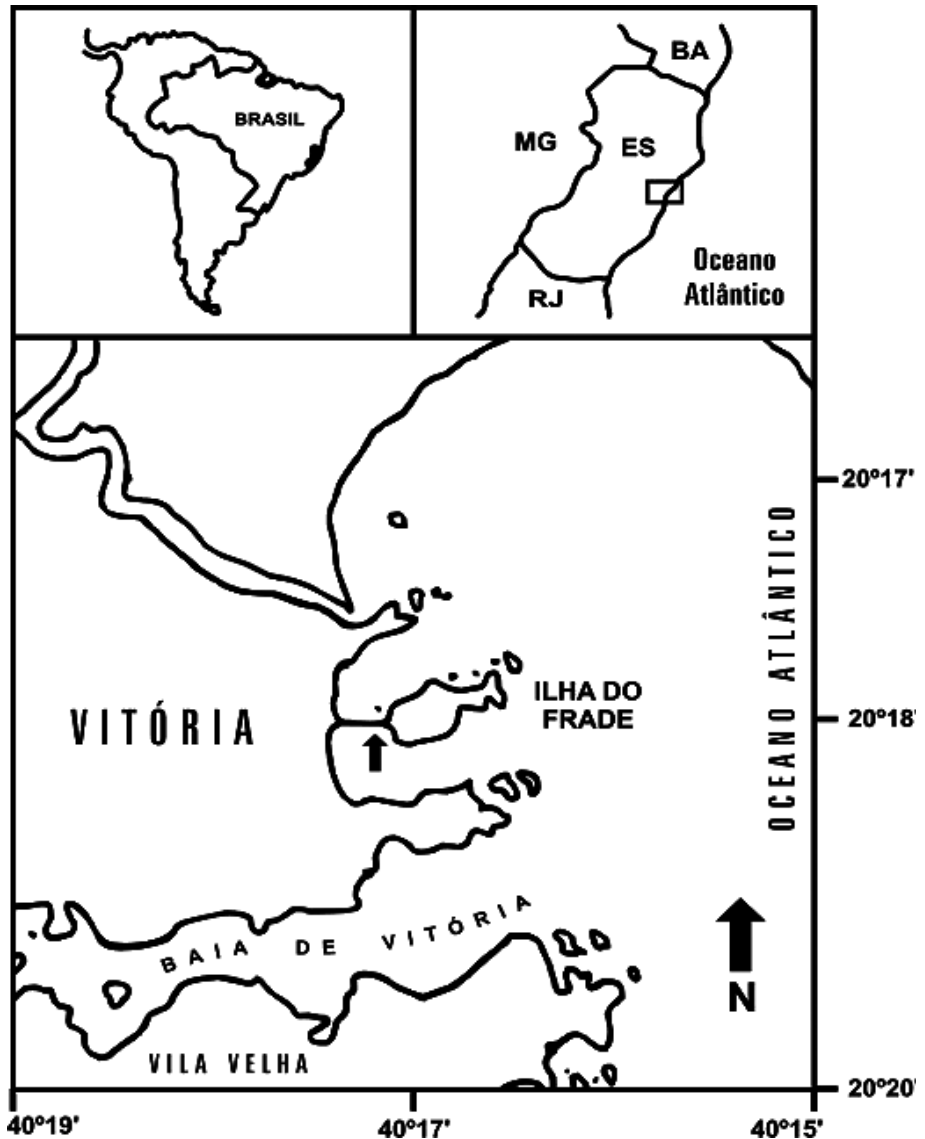 BRASIL
BA
MG
ES
Oceano
Atlântico
RJ
20º17'
OCEANO ATLÂNTICO
ILHA DO
FRADE
20º18'
VITÓRIA
BAIA DE VITÓRIA
N
VILA VELHA
20º20'
40º19'
40º17'
40º15'